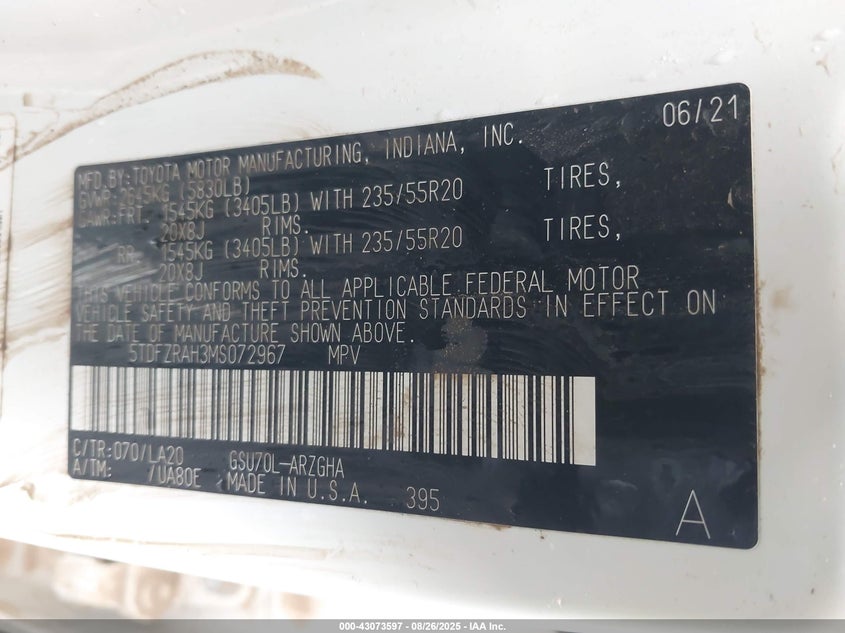 06/21
MFD.BY:TOYOTA MOTOR MANUFACTURING, INDIANA, INC.
GVWR:2645KG (5830LB)
GAWR:FRT. 1545KG (3405LB) WITH 235/55R20 TIRES,
20X8J RIMS.
RR. 1545KG (3405LB) WITH 235/55R20 TIRES,
20X8J RIMS.
THIS VEHICLE CONFORMS TO ALL APPLICABLE FEDERAL MOTOR
VEHICLE SAFETY AND THEFT PREVENTION STANDARDS IN EFFECT ON
THE DATE OF MANUFACTURE SHOWN ABOVE.
5TDFZRAH3MS072967 MPV
C/TR:070/LA20 GSU70L-ARZGHA
A/TM: /UA80E MADE IN U.S.A. 395
A
000-43073597 - 08/26/2025 - IAA Inc.